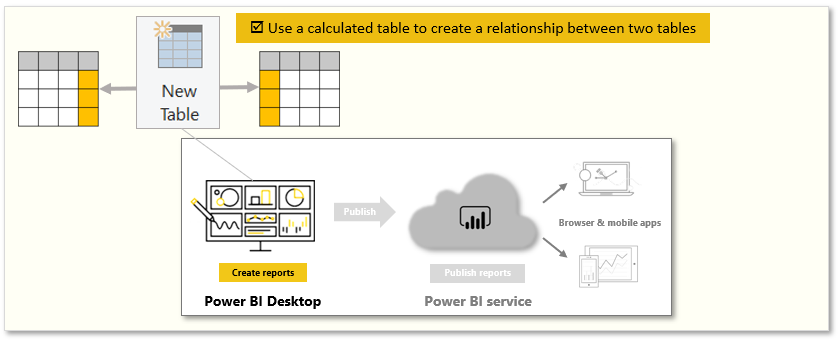 ☑ Use a calculated table to create a relationship between two tables
New
Table
Publish
Browser & mobile apps
Create reports
Publish reports
Power BI Desktop
Power BI service